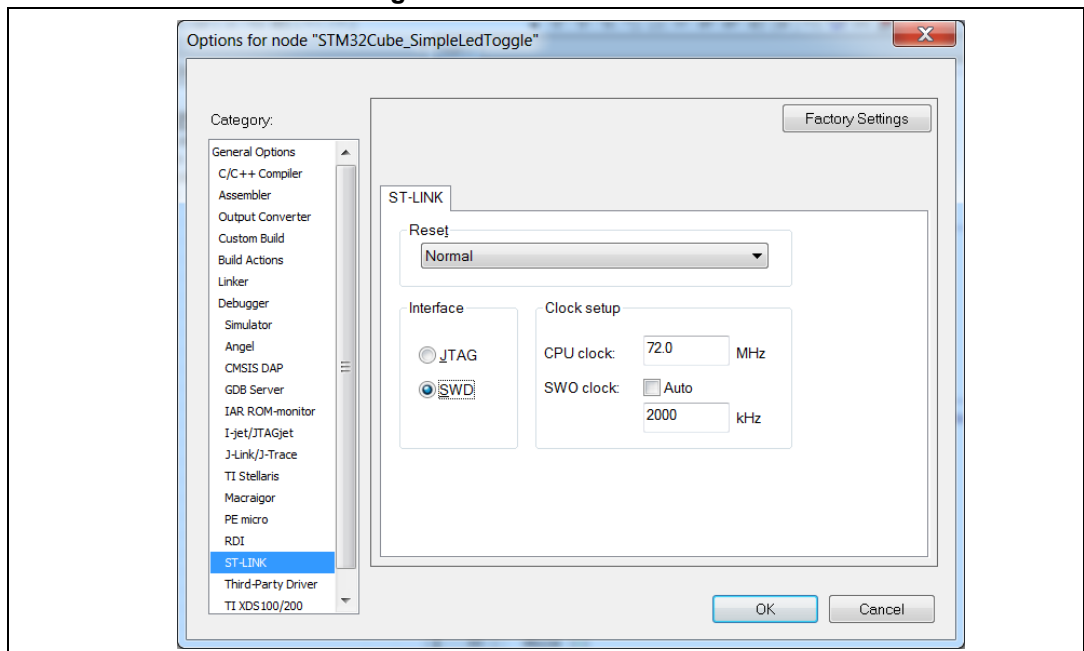 Options for node "STM32Cube_SimpleLedToggle"
Category:
Factory Settings
General Options
C/C++ Compiler
Assembler
Output Converter
Custom Build
Build Actions
Linker
Debugger
Simulator
Angel
CMSIS DAP
GDB Server
IAR ROM-monitor
I-jet/JTAGjet
J-Link/J-Trace
TI Stellaris
Macraigor
PE micro
RDI
ST-LINK
Third-Party Driver
TI XDS100/200
ST-LINK
Reset
Normal
Interface
JTAG
SWD
Clock setup
CPU clock: 72.0 MHz
SWO clock: Auto
2000 kHz
OK Cancel